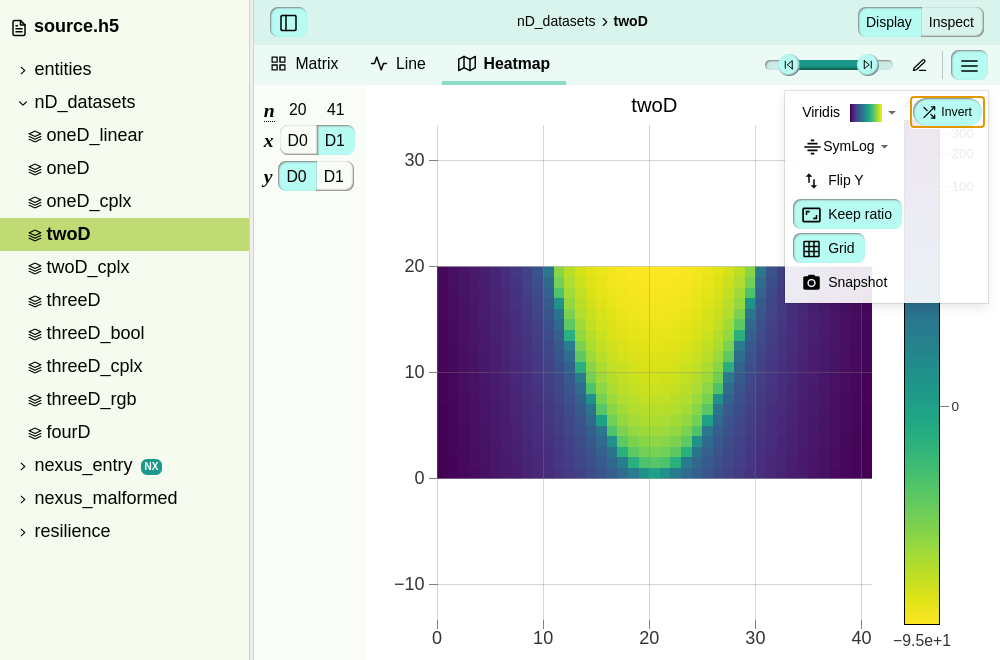 source.h5
entities
nD_datasets
oneD_linear
oneD
oneD_cplx
twoD
twoD_cplx
threeD
threeD_bool
threeD_cplx
threeD_rgb
fourD
nexus_entry NX
nexus_malformed
resilience
nD_datasets > twoD
Display Inspect
Matrix Line Heatmap
n 20 41
x D0 D1
y D0 D1
twoD
Viridis Invert
SymLog
Flip Y
Keep ratio
Grid
Snapshot
30
20
10
0
−10
0 10 20 30 40
300
200
100
0
−9.5e+1